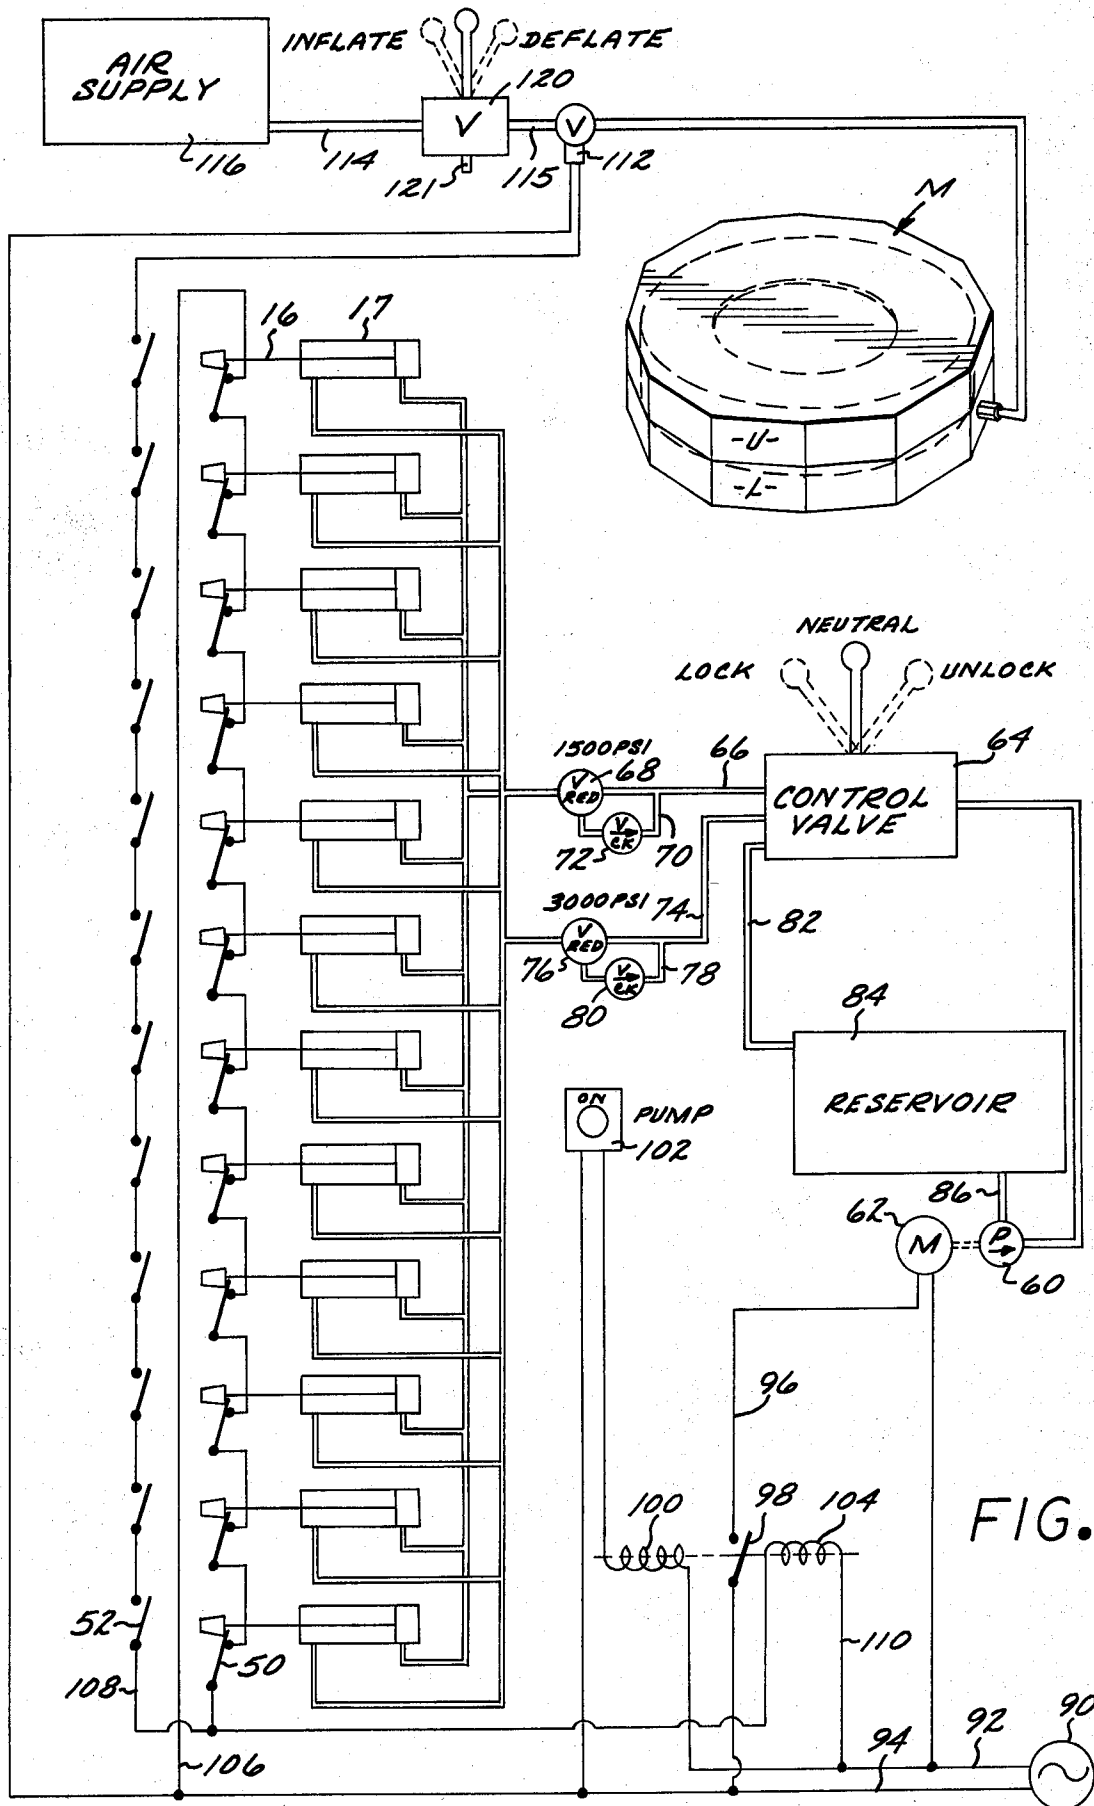 AIR
SUPPLY
116
INFLATE
DEFLATE
120
V
V
114
121
115
112
M
16
17
-U-
-L-
NEUTRAL
LOCK
UNLOCK
1500PSI
V
RED
68
66
64
CONTROL
VALVE
V
CK
72
70
3000PSI
74
82
V
RED
76
V
CK
78
80
84
RESERVOIR
ON
PUMP
102
86
62
M
P
60
96
100
98
104
FIG.
52
50
110
108
90
92
94
106